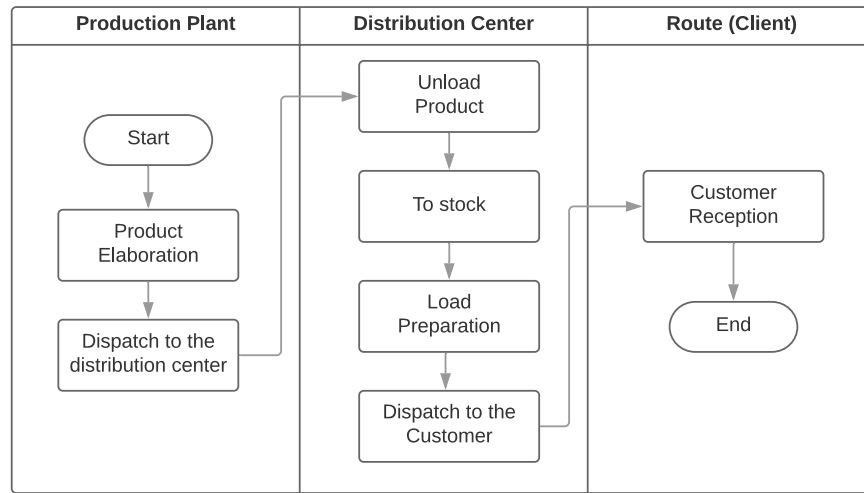 Production Plant
Distribution Center
Route (Client)
Start
Product
Elaboration
Dispatch to the
distribution center
Unload
Product
To stock
Load
Preparation
Dispatch to the
Customer
Customer
Reception
End